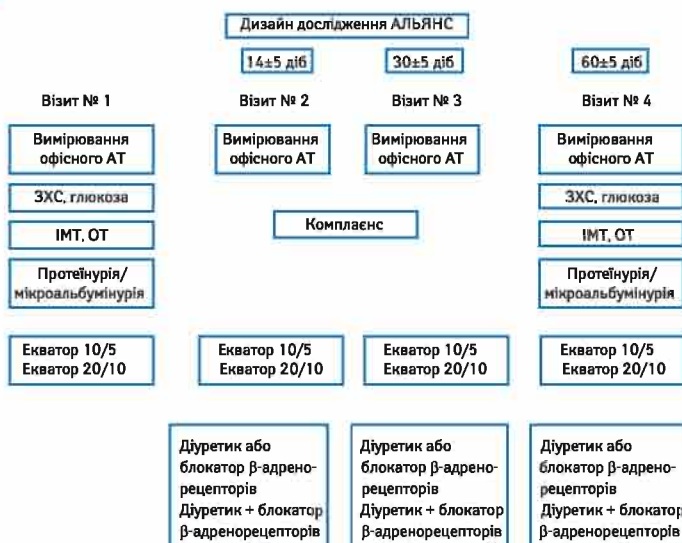 Дизайн дослідження АЛЬЯНС
14±5 діб
30±5 діб
60±5 діб
Візит № 1
Візит № 2
Візит № 3
Візит № 4
Вимірювання
офісного АТ
Вимірювання
офісного АТ
Вимірювання
офісного АТ
Вимірювання
офісного АТ
ЗХС, глюкоза
ЗХС, глюкоза
Комплаєнс
ІМТ, ОТ
ІМТ, ОТ
Протеїнурія/
мікроальбумінурія
Протеїнурія/
мікроальбумінурія
Екватор 10/5
Екватор 20/10
Екватор 10/5
Екватор 20/10
Екватор 10/5
Екватор 20/10
Екватор 10/5
Екватор 20/10
Діуретик або
блокатор β-адрено-
рецепторів
Діуретик + блокатор
β-адренорецепторів
Діуретик або
блокатор β-адрено-
рецепторів
Діуретик + блокатор
β-адренорецепторів
Діуретик або
блокатор β-адрено-
рецепторів
Діуретик + блокатор
β-адренорецепторів